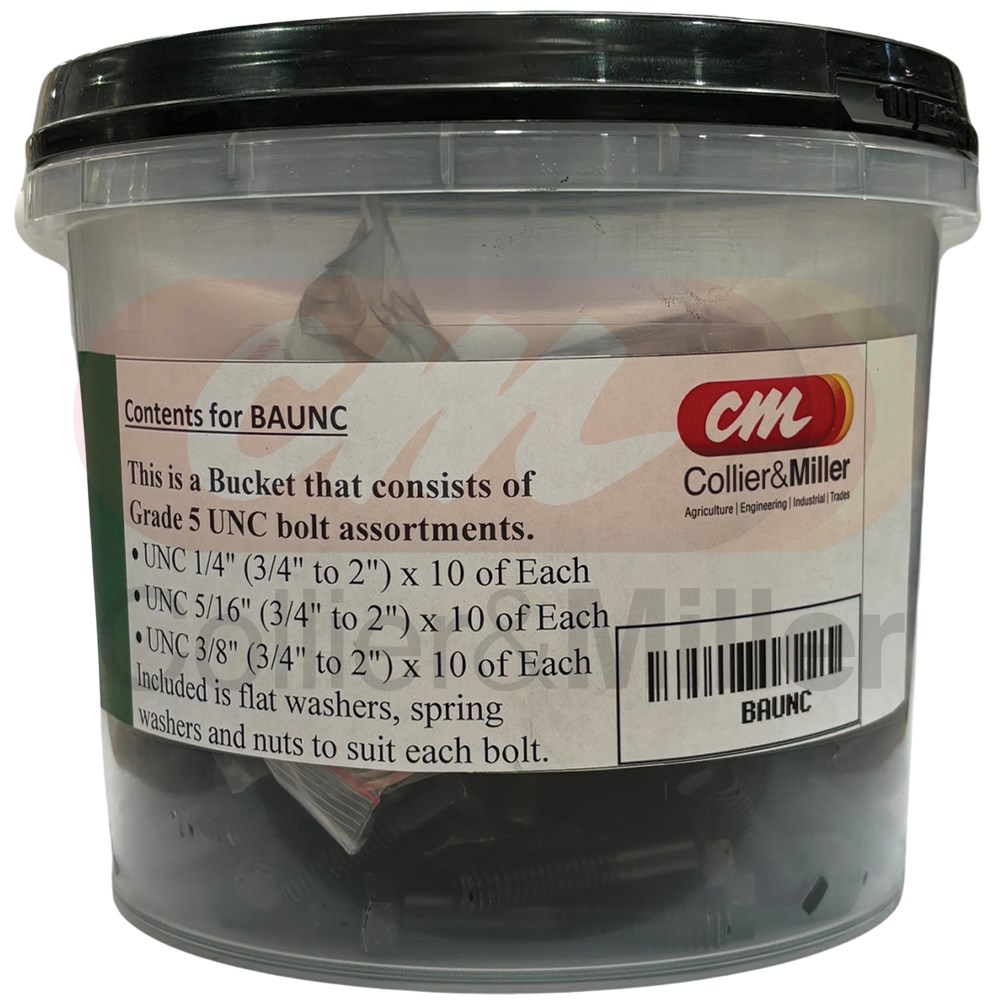 Contents for BAUNC
cm
Collier&Miller
Agriculture | Engineering | Industrial | Trades
This is a Bucket that consists of
Grade 5 UNC bolt assortments.
• UNC 1/4" (3/4" to 2") x 10 of Each
• UNC 5/16" (3/4" to 2") x 10 of Each
• UNC 3/8" (3/4" to 2") x 10 of Each
Included is flat washers, spring
washers and nuts to suit each bolt.
BAUNC
cm
Collier&Miller